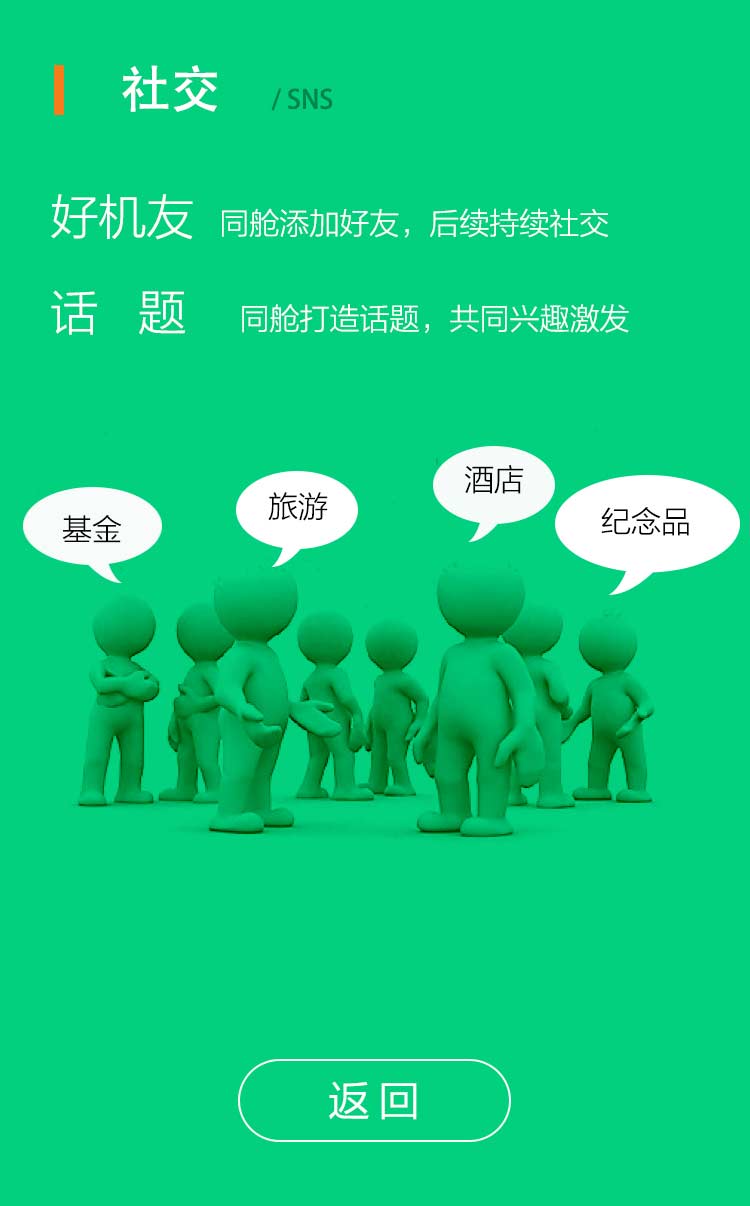 社交 / SNS
好机友 同舱添加好友，后续持续社交
话 题 同舱打造话题，共同兴趣激发
基金
旅游
酒店
纪念品
返回